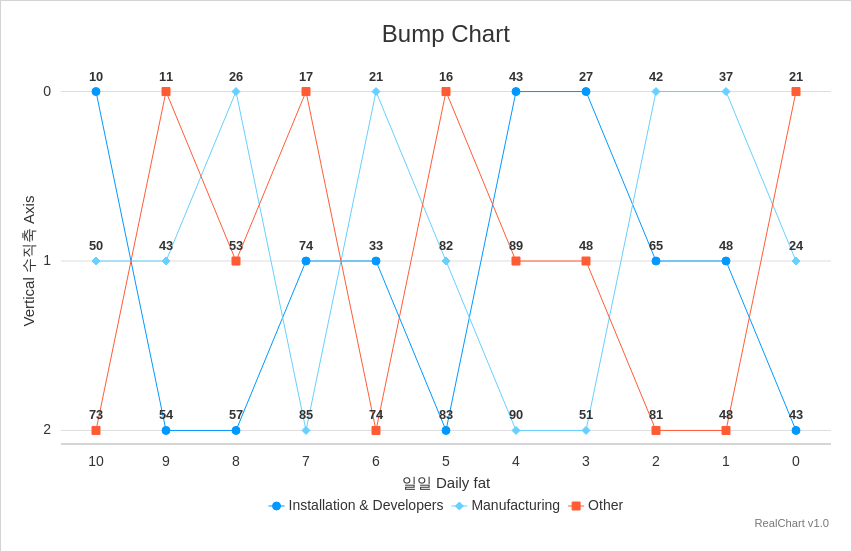 Bump Chart
10 11 26 17 21 16 43 27 42 37 21
0
50 43 53 74 33 82 89 48 65 48 24
1
Vertical 수직축 Axis
73 54 57 85 74 83 90 51 81 48 43
2
10 9 8 7 6 5 4 3 2 1 0
일일 Daily fat
Installation & Developers Manufacturing Other
RealChart v1.0